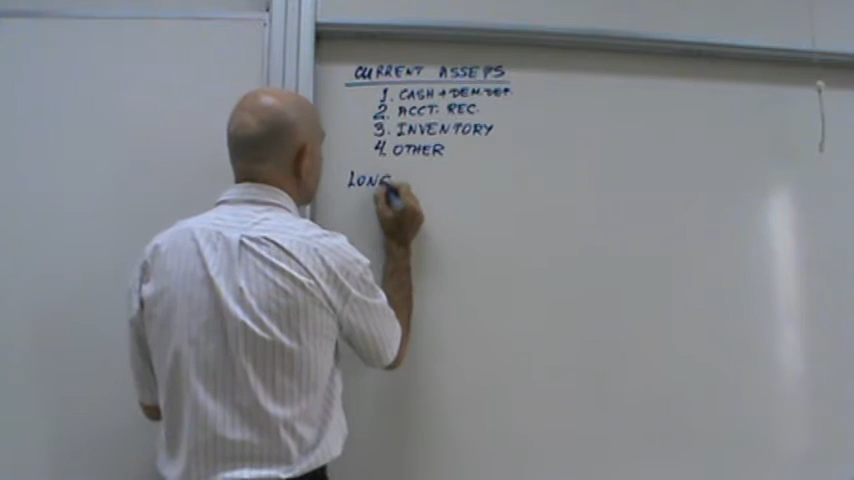 CURRENT ASSETS
1. CASH + DEM. DEP.
2. ACCT. REC.
3. INVENTORY
4. OTHER
LONG